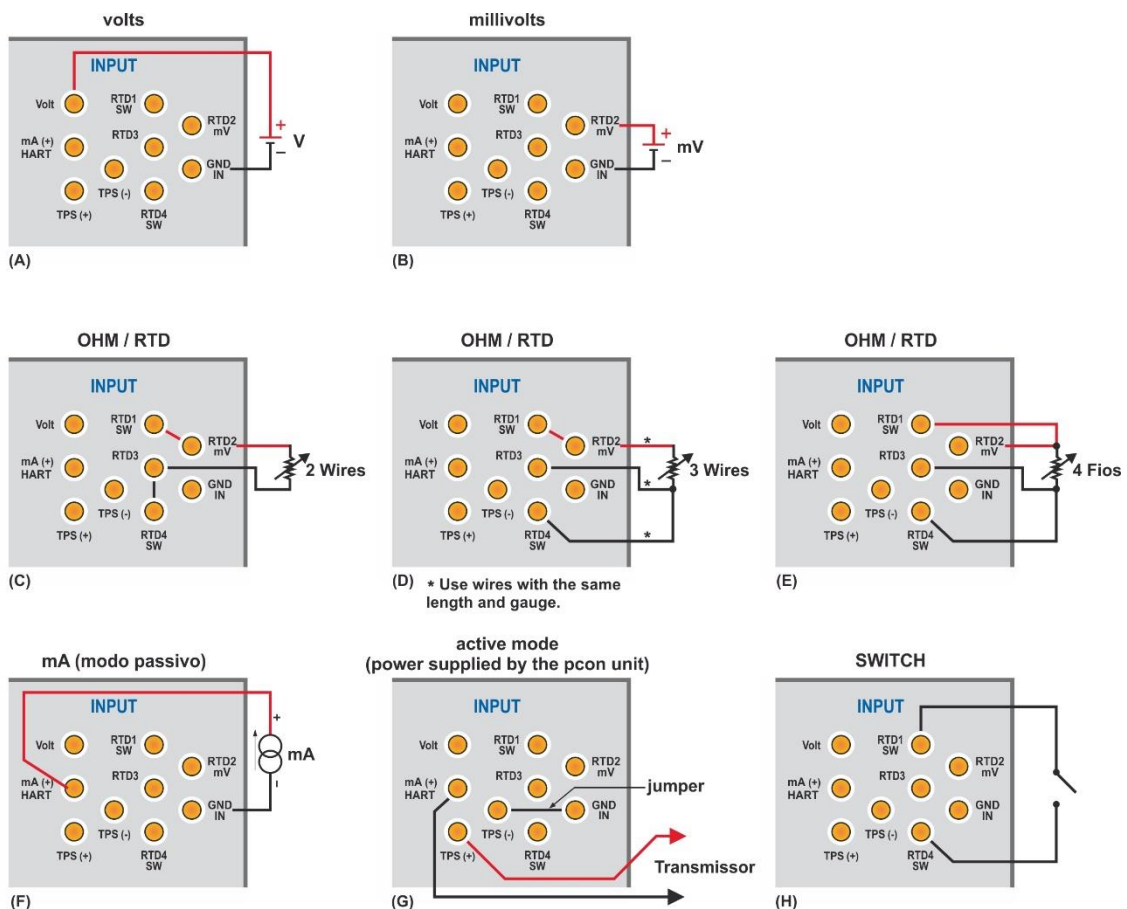 volts
INPUT
Volt
RTD1
SW
RTD2
mV
mA (+)
HART
RTD3
GND
IN
TPS (-)
TPS (+)
RTD4
SW
+
V
–
(A)
millivolts
INPUT
Volt
RTD1
SW
RTD2
mV
mA (+)
HART
RTD3
GND
IN
TPS (-)
TPS (+)
RTD4
SW
+
mV
–
(B)
OHM / RTD
INPUT
Volt
RTD1
SW
RTD2
mV
mA (+)
HART
RTD3
GND
IN
TPS (-)
TPS (+)
RTD4
SW
2 Wires
(C)
OHM / RTD
INPUT
Volt
RTD1
SW
RTD2
mV
*
mA (+)
HART
RTD3
3 Wires
*
GND
IN
TPS (-)
TPS (+)
RTD4
SW
*
(D)
* Use wires with the same
length and gauge.
OHM / RTD
INPUT
Volt
RTD1
SW
RTD2
mV
mA (+)
HART
RTD3
4 Fios
GND
IN
TPS (-)
TPS (+)
RTD4
SW
(E)
mA (modo passivo)
INPUT
+
Volt
RTD1
SW
mA
RTD2
mV
mA (+)
HART
RTD3
–
GND
IN
TPS (-)
TPS (+)
RTD4
SW
(F)
active mode
(power supplied by the pcon unit)
INPUT
Volt
RTD1
SW
RTD2
mV
mA (+)
HART
RTD3
jumper
GND
IN
TPS (-)
TPS (+)
RTD4
SW
Transmissor
(G)
SWITCH
INPUT
Volt
RTD1
SW
RTD2
mV
mA (+)
HART
RTD3
GND
IN
TPS (-)
TPS (+)
RTD4
SW
(H)